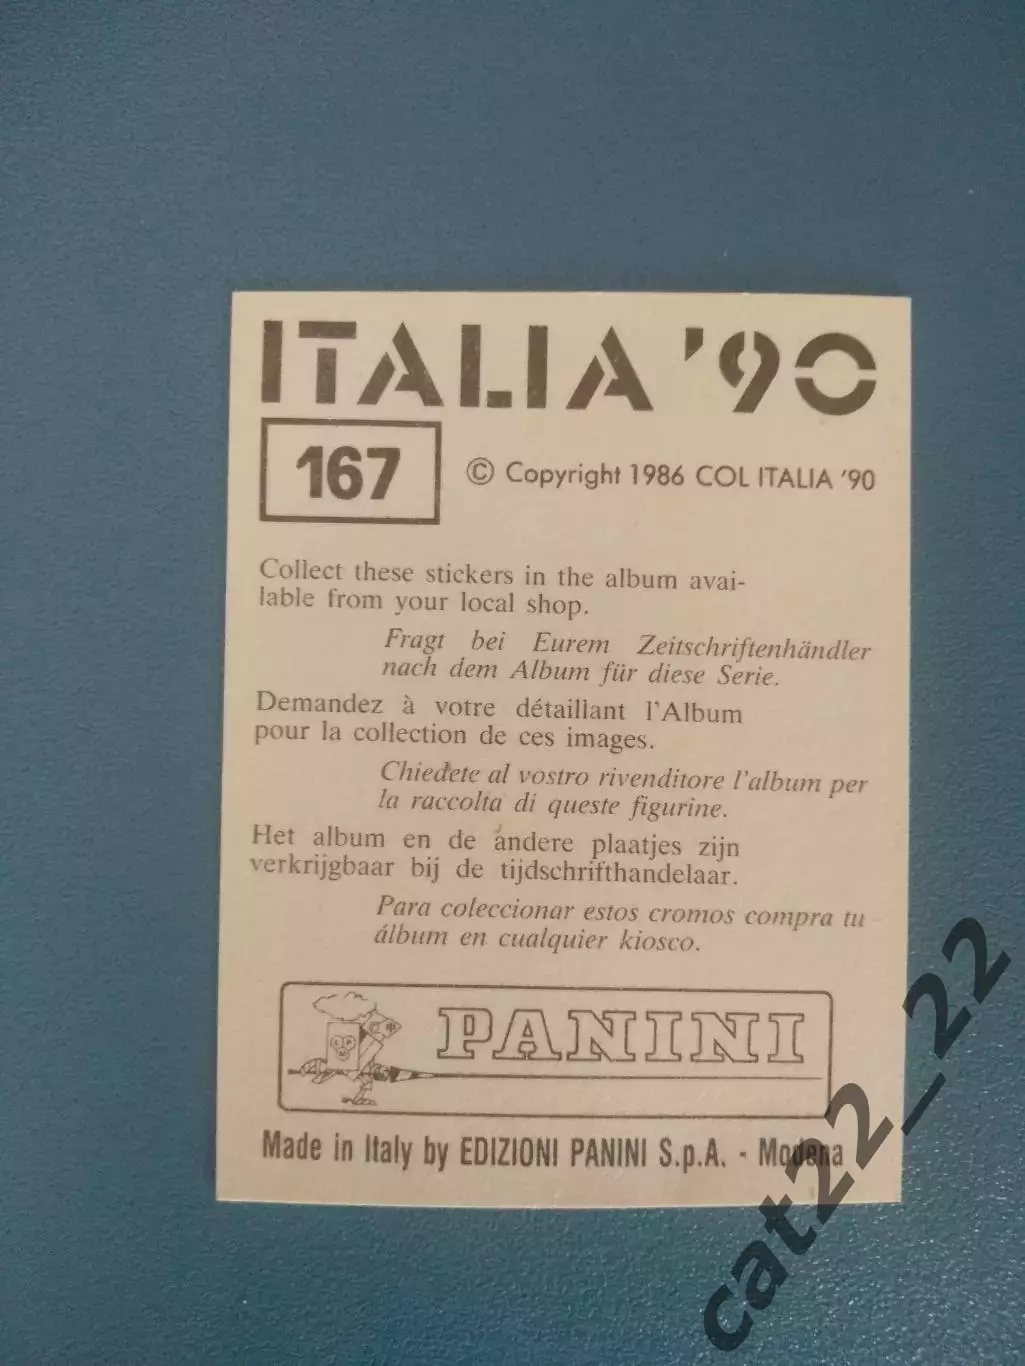 ITALIA '90
167
© Copyright 1986 COL ITALIA '90
Collect these stickers in the album avai-
lable from your local shop.
Fragt bei Eurem Zeitschriftenhändler
nach dem Album für diese Serie.
Demandez à votre détaillant l'Album
pour la collection de ces images.
Chiedete al vostro rivenditore l'album per
la raccolta di queste figurine.
Het album en de andere plaatjes zijn
verkrijgbaar bij de tijdschrifthandelaar.
Para coleccionar estos cromos compra tu
álbum en cualquier kiosco.
PANINI
Made in Italy by EDIZIONI PANINI S.p.A. - Modena
cat22_22